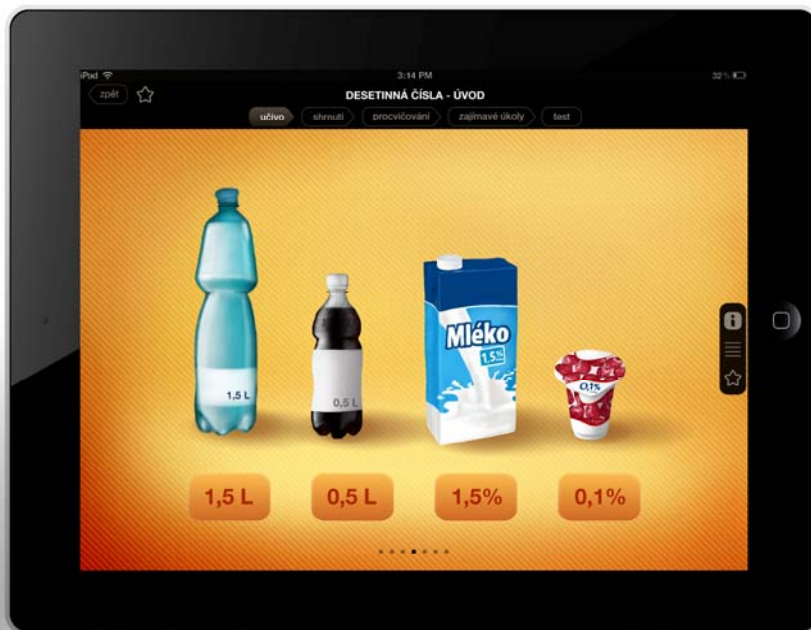 iPod 3:14 PM 32%
zpět DESETINNÁ ČÍSLA - ÚVOD
učivo shrnutí procvičování zajímavé úkoly test
1,5 L
0,5 L
Mléko
1,5%
0,1%
1,5 L 0,5 L 1,5% 0,1%